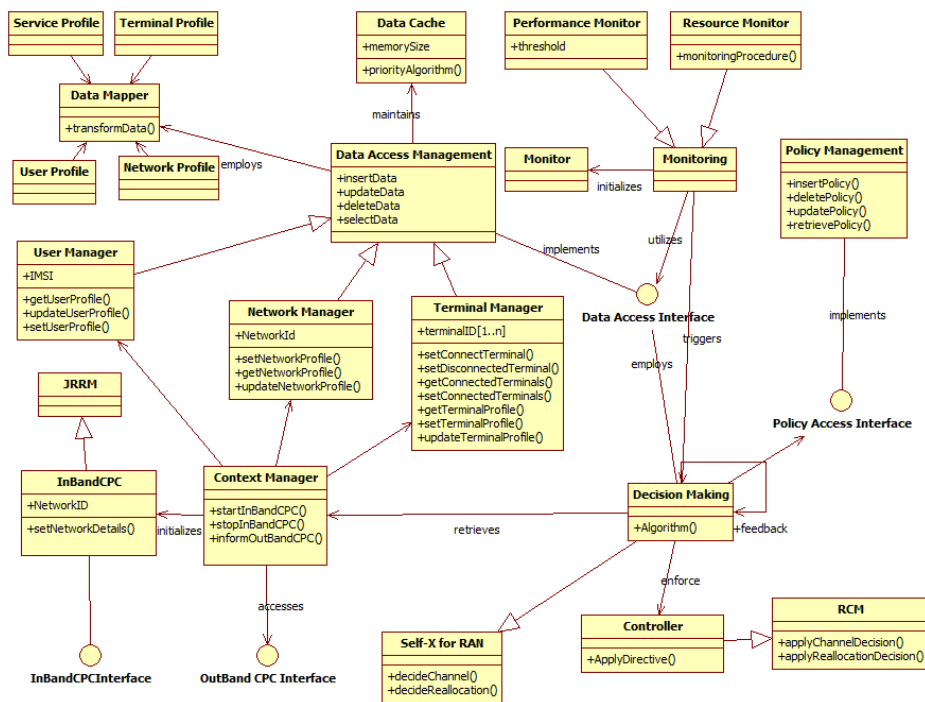 Service Profile
Terminal Profile
Data Cache
+memorySize
+priorityAlgorithm()
Performance Monitor
+threshold
Resource Monitor
+monitoringProcedure()
Data Mapper
+transformData()
maintains
User Profile
Network Profile
employs
Data Access Management
+insertData
+updateData
+deleteData
+selectData
Monitor
initializes
Monitoring
Policy Management
+insertPolicy()
+deletePolicy()
+updatePolicy()
+retrievePolicy()
User Manager
+IMSI
+getUserProfile()
+updateUserProfile()
+setUserProfile()
implements
utilizes
Data Access Interface
Network Manager
+NetworkId
+setNetworkProfile()
+getNetworkProfile()
+updateNetworkProfile()
Terminal Manager
+terminalID[1..n]
+setConnectTerminal()
+setDisconnectedTerminal()
+getConnectedTerminals()
+setConnectedTerminals()
+getTerminalProfile()
+setTerminalProfile()
+updateTerminalProfile()
implements
triggers
employs
JRRM
Policy Access Interface
InBandCPC
+NetworkID
+setNetworkDetails()
initializes
Context Manager
+startInBandCPC()
+stopInBandCPC()
+informOutBandCPC()
retrieves
Decision Making
+Algorithm()
+feedback
accesses
enforce
InBandCPCInterface
OutBand CPC Interface
Self-X for RAN
+decideChannel()
+decideReallocation()
Controller
+ApplyDirective()
RCM
+applyChannelDecision()
+applyReallocationDecision()